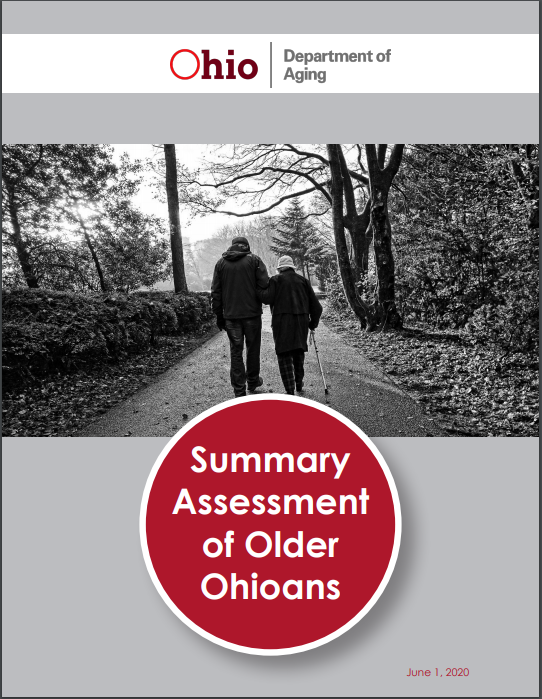 Ohio
Department of
Aging
Summary
Assessment
of Older
Ohioans
June 1, 2020